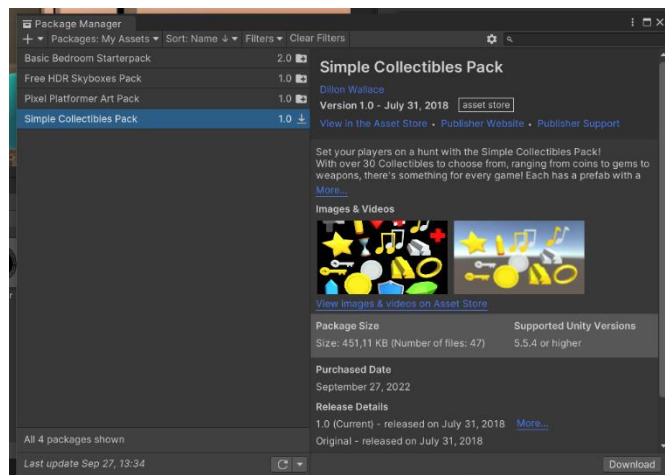 Package Manager
Packages: My Assets Sort: Name Filters Clear Filters
Basic Bedroom Starterpack 2.0
Free HDR Skyboxes Pack 1.0
Pixel Platformer Art Pack 1.0
Simple Collectibles Pack 1.0
All 4 packages shown
Last update Sep 27, 13:34
Simple Collectibles Pack
Dillon Wallace
Version 1.0 - July 31, 2018 asset store
View in the Asset Store • Publisher Website • Publisher Support
Set your players on a hunt with the Simple Collectibles Pack!
With over 30 Collectibles to choose from, ranging from coins to gems to
weapons, there's something for every game! Each has a prefab with a
More...
Images & Videos
View images & videos on Asset Store
Package Size Supported Unity Versions
Size: 451,11 KB (Number of files: 47) 5.5.4 or higher
Purchased Date
September 27, 2022
Release Details
1.0 (Current) - released on July 31, 2018 More...
Original - released on July 31, 2018
Download